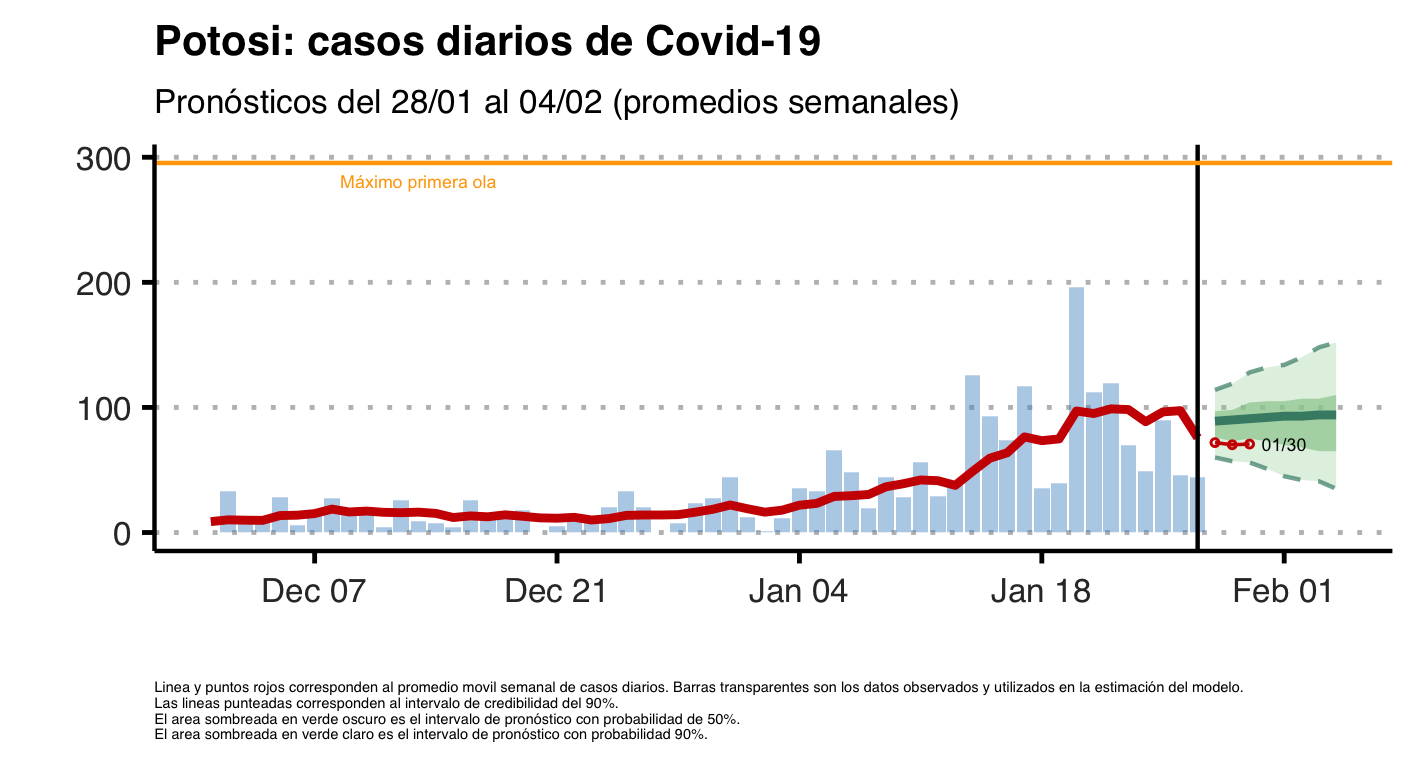 Potosi: casos diarios de Covid-19
Pronósticos del 28/01 al 04/02 (promedios semanales)
300
Máximo primera ola
200
100
01/30
0
Dec 07
Dec 21
Jan 04
Jan 18
Feb 01
Linea y puntos rojos corresponden al promedio movil semanal de casos diarios. Barras transparentes son los datos observados y utilizados en la estimación del modelo.
Las lineas punteadas corresponden al intervalo de credibilidad del 90%.
El area sombreada en verde oscuro es el intervalo de pronóstico con probabilidad de 50%.
El area sombreada en verde claro es el intervalo de pronóstico con probabilidad 90%.